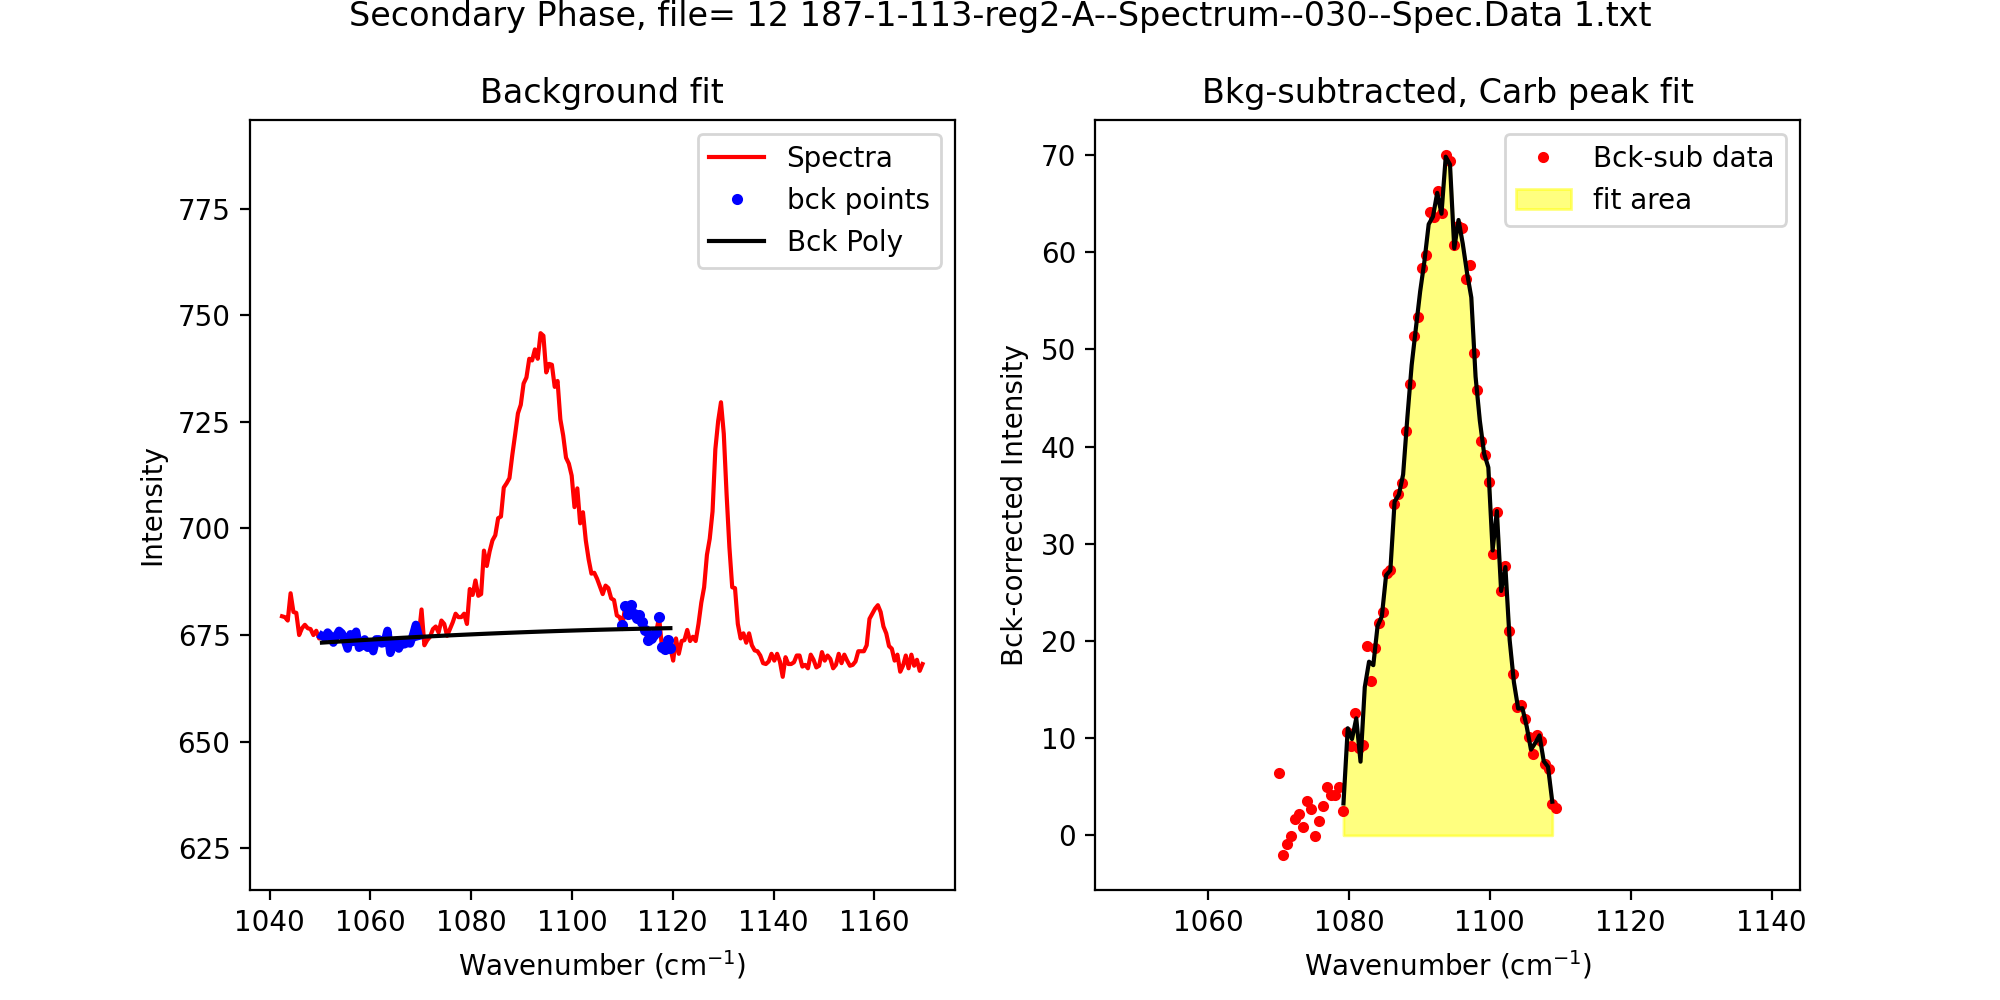 Secondary Phase, file= 12 187-1-113-reg2-A--Spectrum--030--Spec.Data 1.txt
Background fit
Spectra
bck points
Bck Poly
Intensity
775
750
725
700
675
650
625
1040 1060 1080 1100 1120 1140 1160
Wavenumber (cm⁻¹)
Bkg-subtracted, Carb peak fit
Bck-sub data
fit area
Bck-corrected Intensity
70
60
50
40
30
20
10
0
1060 1080 1100 1120 1140
Wavenumber (cm⁻¹)